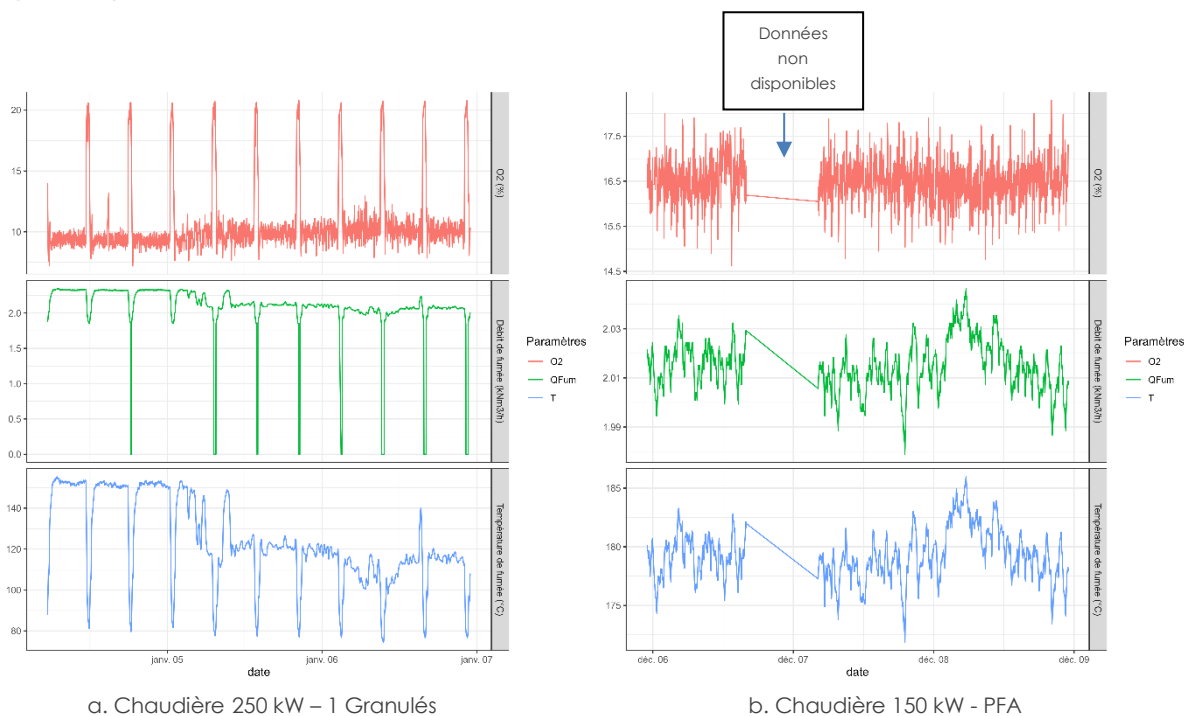 Données
non
disponibles
20
15
10
O2 (%)
2.0
1.5
1.0
0.5
0.0
Débit de fumée (kNm3/h)
140
120
100
80
Température de fumée (°C)
janv. 05
janv. 06
janv. 07
date
Paramètres
O2
QFum
T
a. Chaudière 250 kW – 1 Granulés
17.5
16.5
15.5
14.5
O2 (%)
2.03
2.01
1.99
Débit de fumée (kNm3/h)
185
180
175
Température de fumée (°C)
déc. 06
déc. 07
déc. 08
déc. 09
date
Paramètres
O2
QFum
T
b. Chaudière 150 kW - PFA